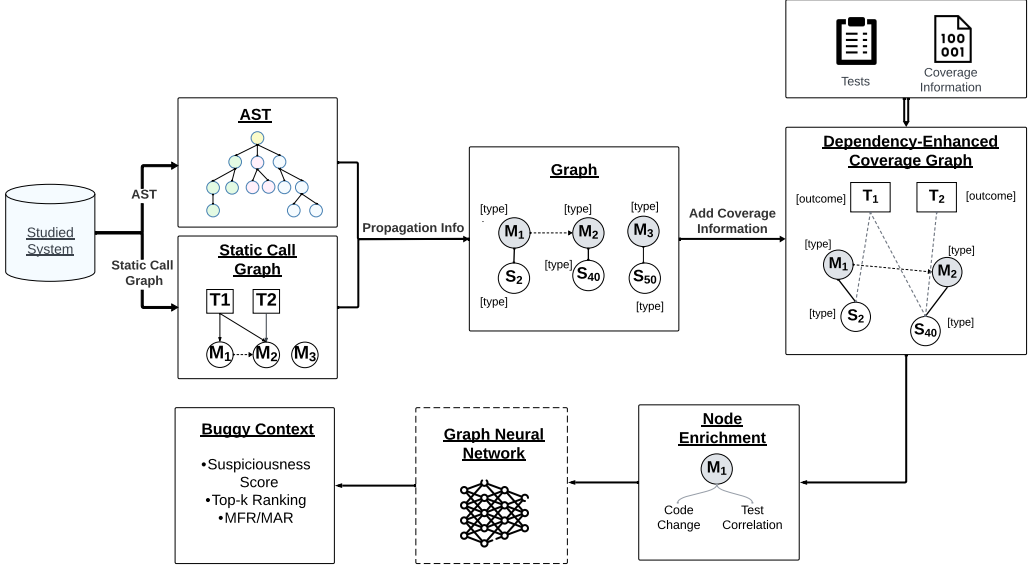 100
001
Tests
Coverage
Information
AST
Studied
System
AST
Static Call
Graph
Static Call
Graph
T1
T2
M1
M2
M3
Propagation Info
Graph
[type]
[type]
[type]
M1
M2
M3
[type]
S2
S40
S50
[type]
[type]
Add Coverage
Information
Dependency-Enhanced
Coverage Graph
[outcome]
T1
T2
[outcome]
[type]
[type]
M1
M2
[type]
S2
S40
[type]
Buggy Context
•Suspiciousness
Score
•Top-k Ranking
•MFR/MAR
Graph Neural
Network
Node
Enrichment
M1
Code
Change
Test
Correlation